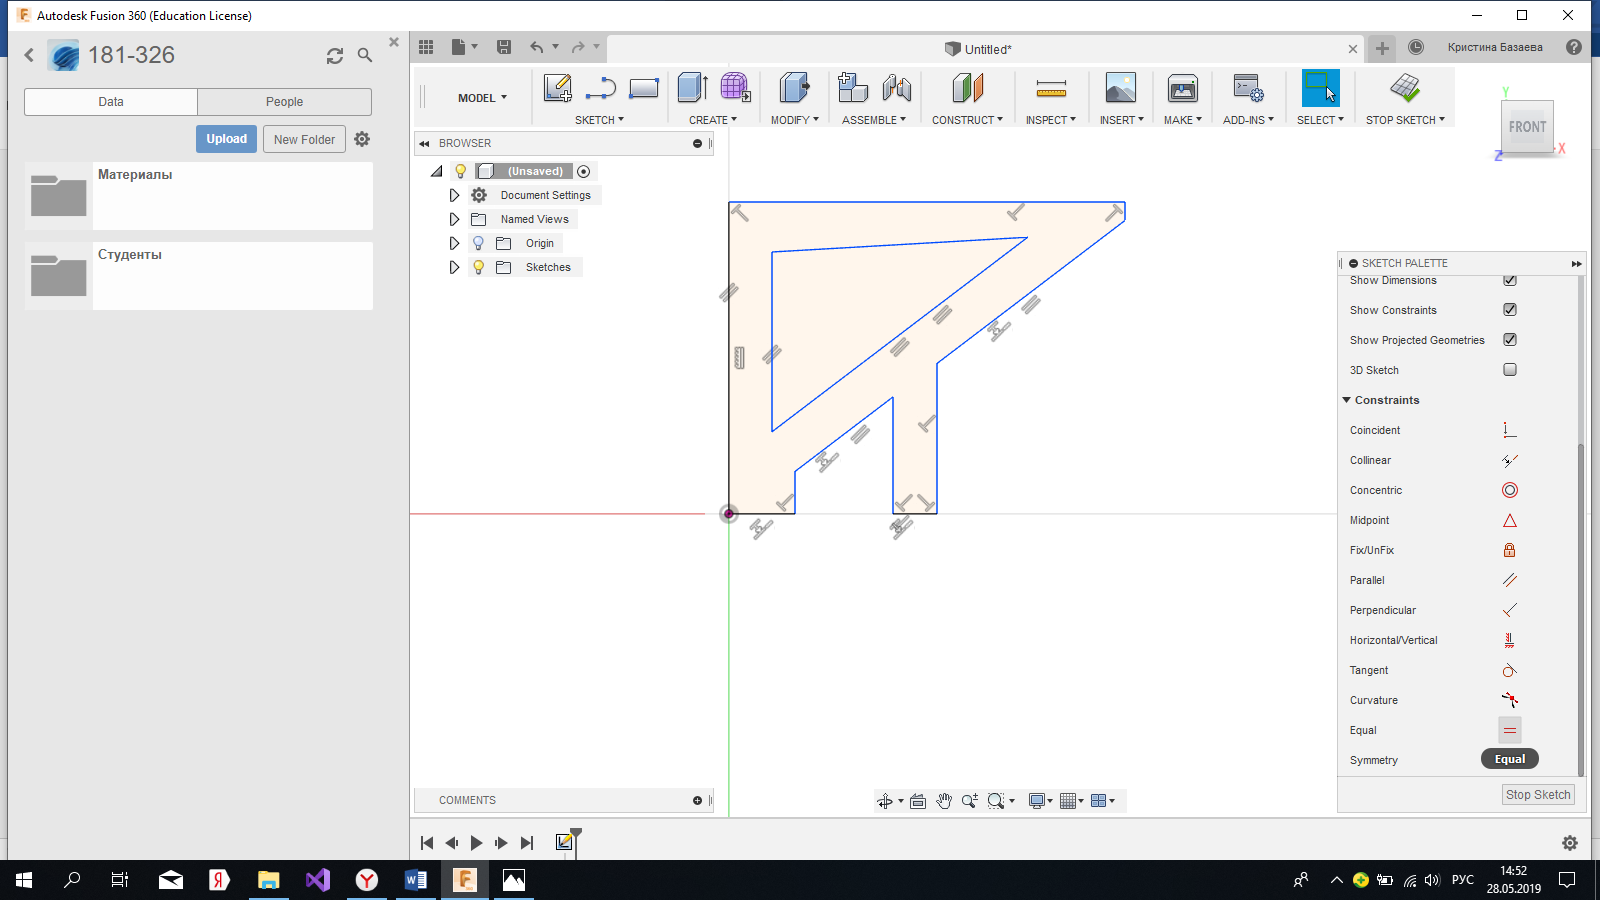 Autodesk Fusion 360 (Education License)
181-326
Data
People
Upload
New Folder
Материалы
Студенты
Untitled*
Кристина Базаева
MODEL
SKETCH
CREATE
MODIFY
ASSEMBLE
CONSTRUCT
INSPECT
INSERT
MAKE
ADD-INS
SELECT
STOP SKETCH
BROWSER
(Unsaved)
Document Settings
Named Views
Origin
Sketches
Y
FRONT
Z
X
SKETCH PALETTE
Show Dimensions
Show Constraints
Show Projected Geometries
3D Sketch
Constraints
Coincident
Collinear
Concentric
Midpoint
Fix/UnFix
Parallel
Perpendicular
Horizontal/Vertical
Tangent
Curvature
Equal
Symmetry
Equal
Stop Sketch
COMMENTS
РУС
14:52
28.05.2019